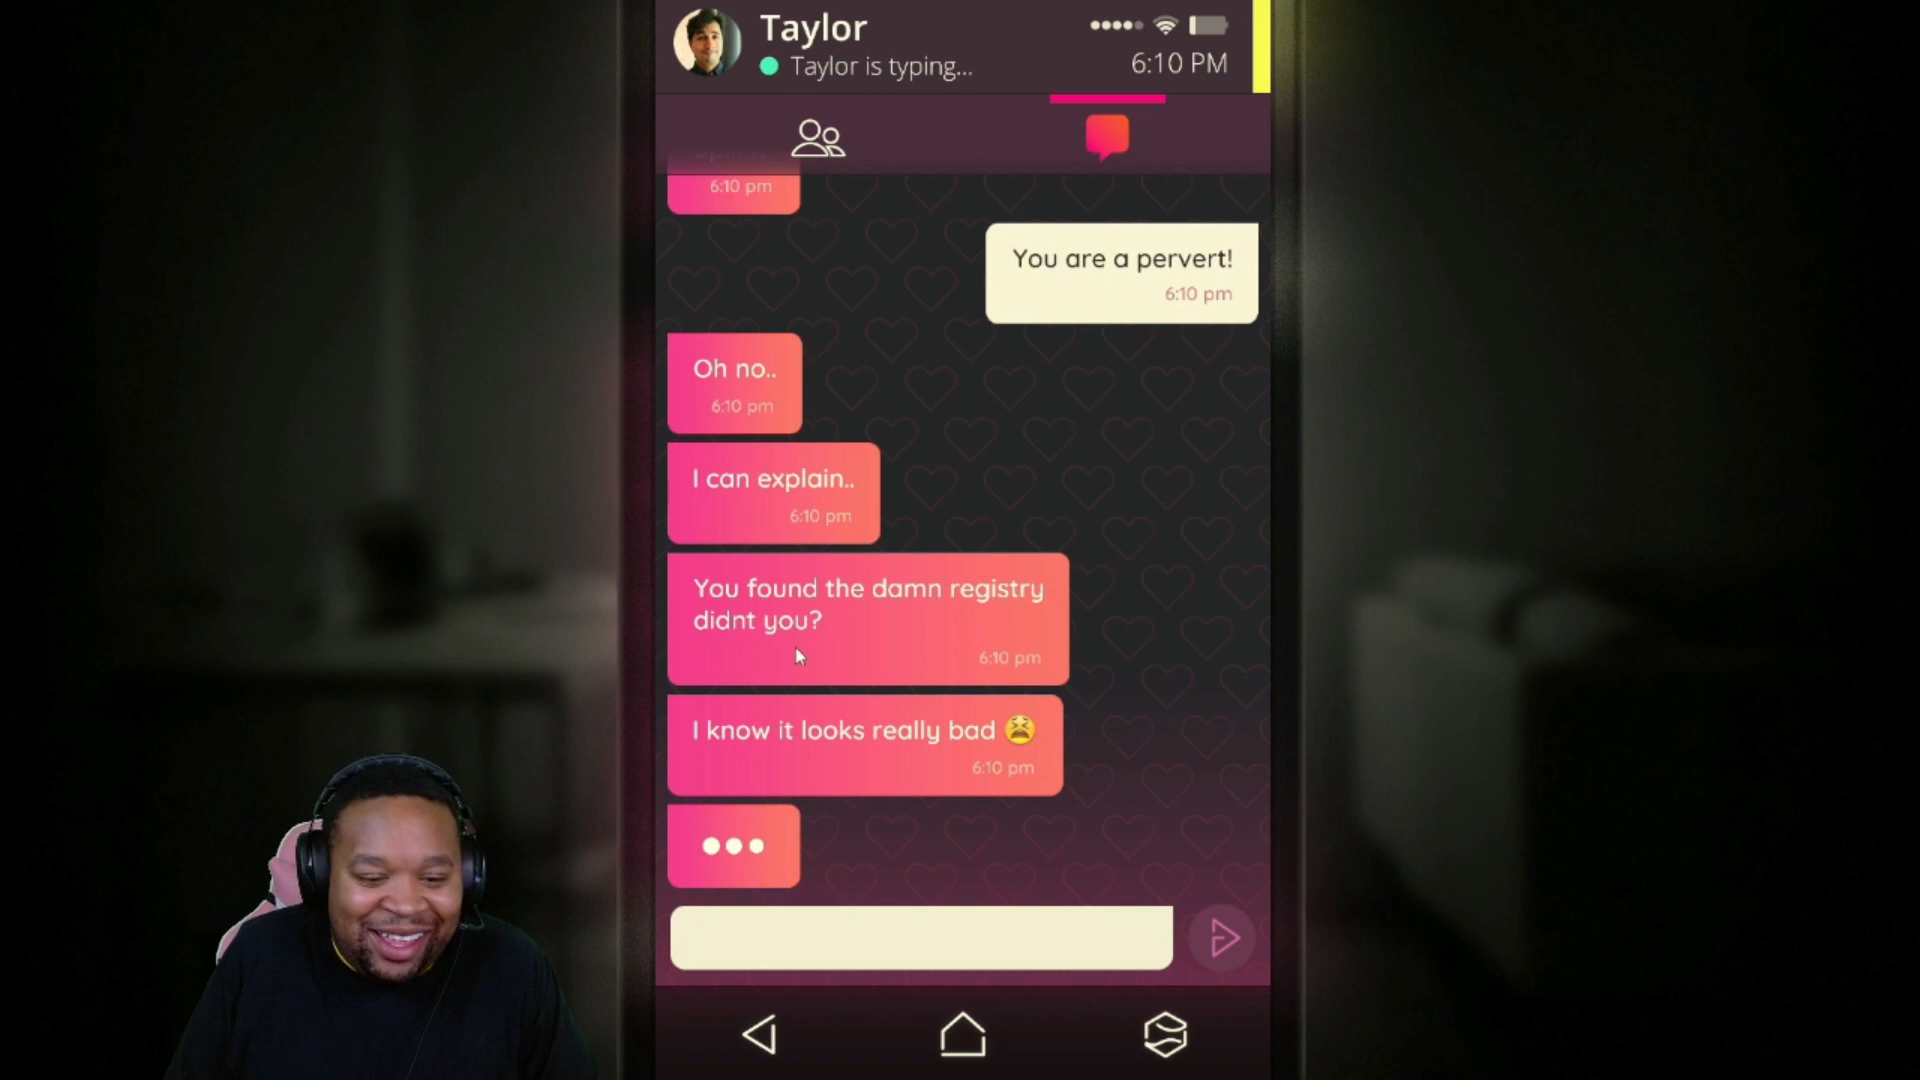 Taylor
Taylor is typing...
6:10 PM
6:10 pm
You are a pervert!
6:10 pm
Oh no..
6:10 pm
I can explain..
6:10 pm
You found the damn registry
didnt you?
6:10 pm
I know it looks really bad
6:10 pm